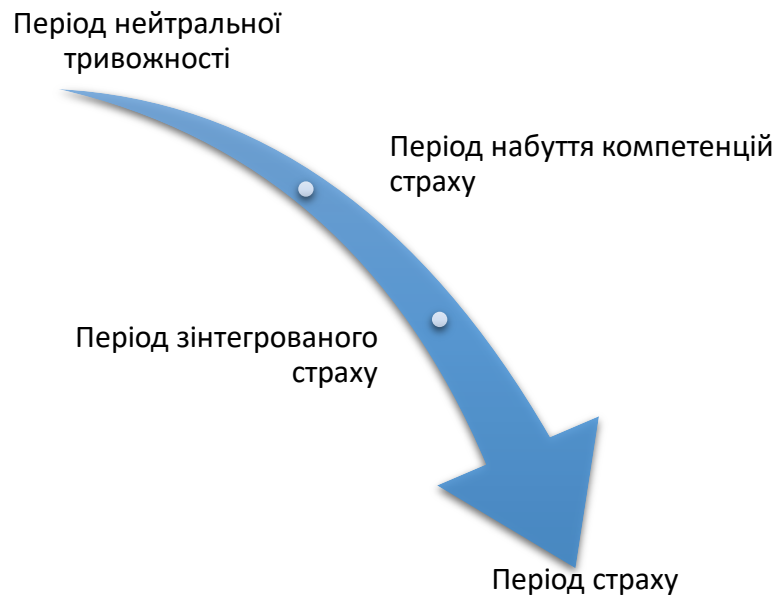 Період нейтральної
тривожності
Період набуття компетенцій
страху
Період зінтегрованого
страху
Період страху